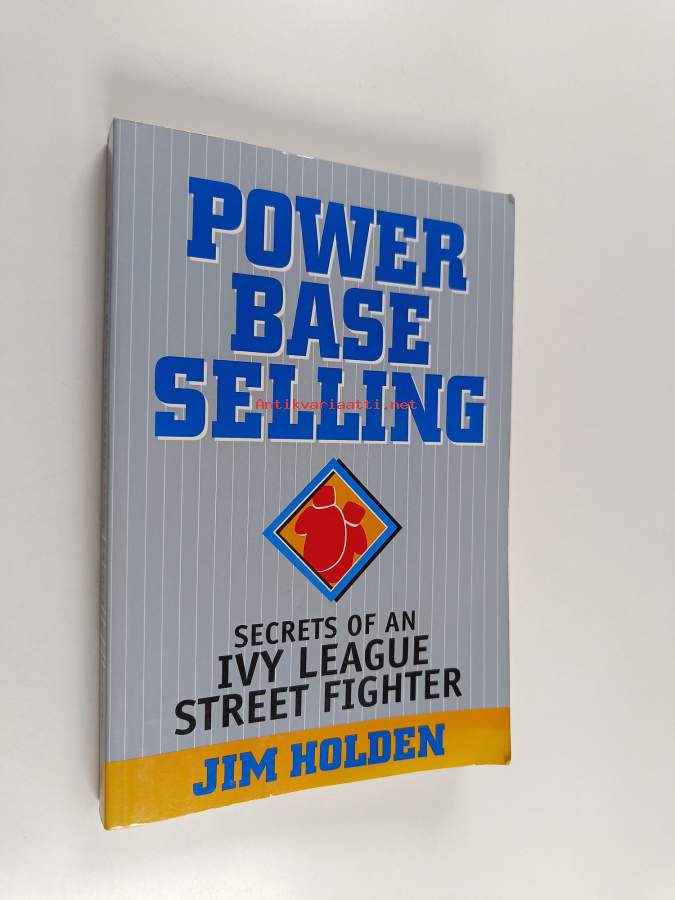 POWER
BASE
SELLING
Antikvariaatti.net
SECRETS OF AN
IVY LEAGUE
STREET FIGHTER
JIM HOLDEN